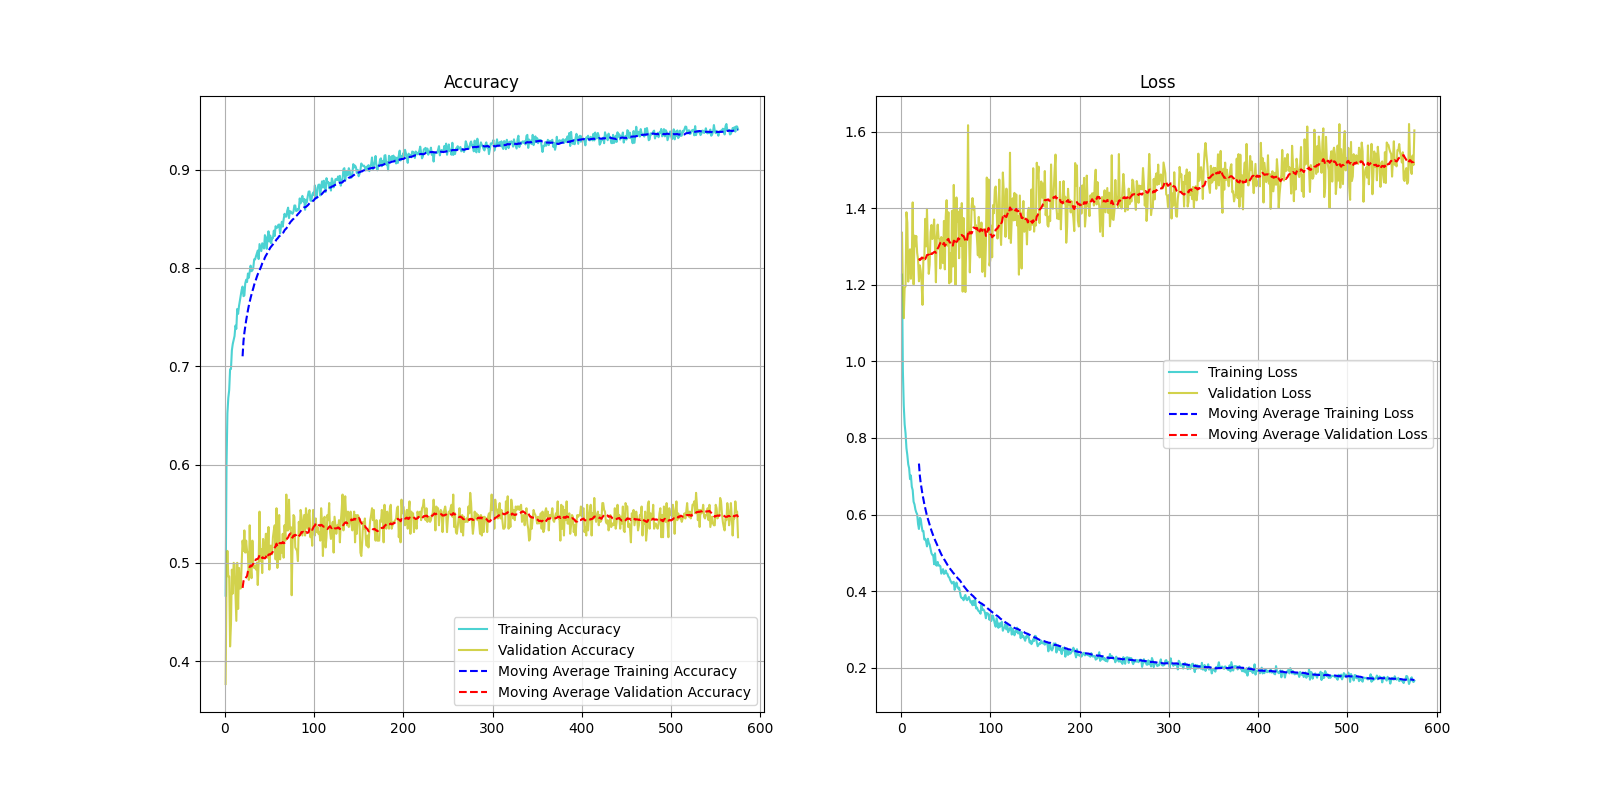 Accuracy
0.9
0.8
0.7
0.6
0.5
0.4
0 100 200 300 400 500 600
Training Accuracy
Validation Accuracy
Moving Average Training Accuracy
Moving Average Validation Accuracy
Loss
1.6
1.4
1.2
1.0
0.8
0.6
0.4
0.2
0 100 200 300 400 500 600
Training Loss
Validation Loss
Moving Average Training Loss
Moving Average Validation Loss